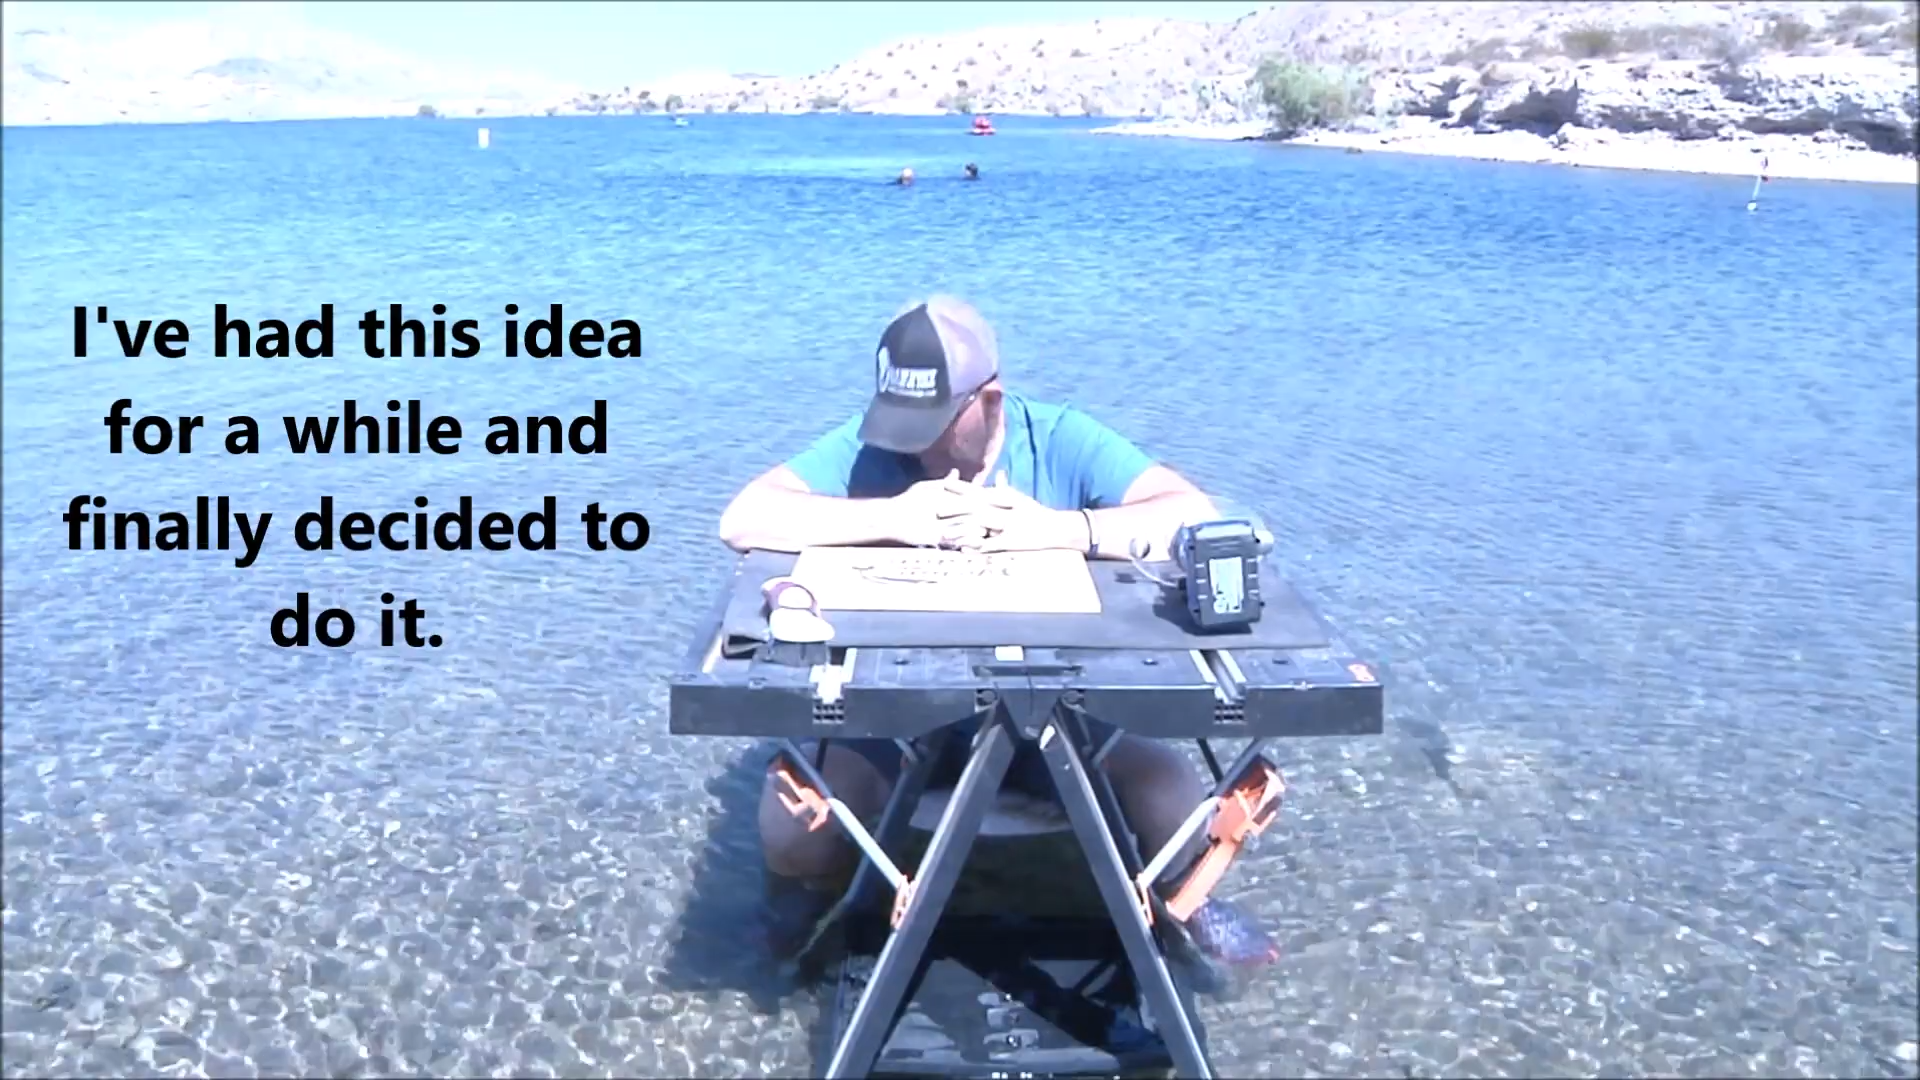 I've had this idea
for a while and
finally decided to
do it.